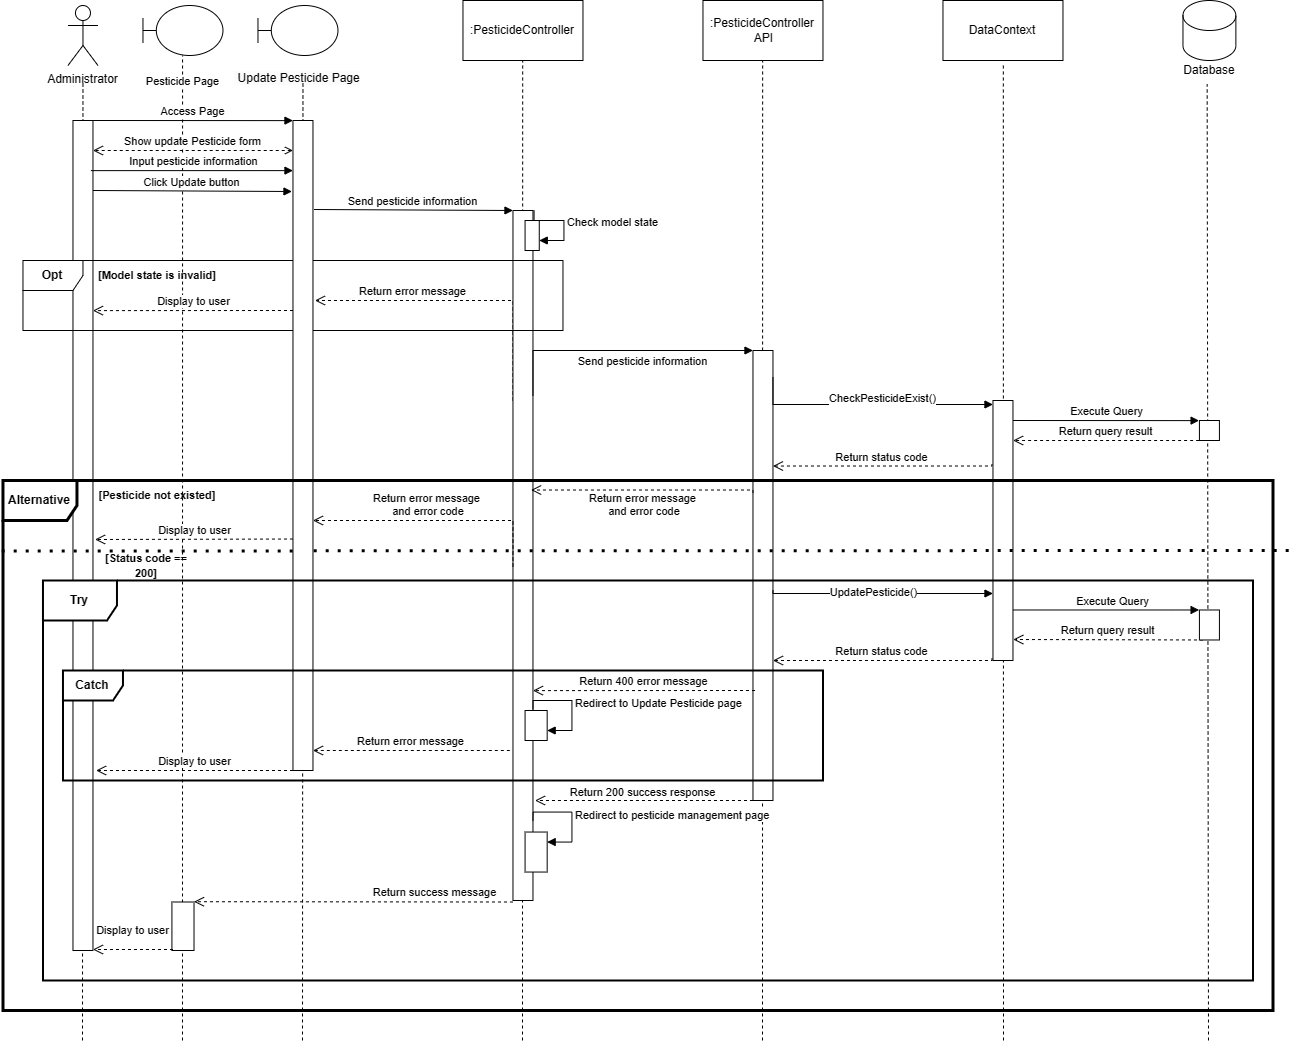 :PesticideController
:PesticideController
API
DataContext
Administrator
Pesticide Page
Update Pesticide Page
Database
Access Page
Show update Pesticide form
Input pesticide information
Click Update button
Send pesticide information
Check model state
Opt
[Model state is invalid]
Return error message
Display to user
Send pesticide information
CheckPesticideExist()
Execute Query
Return query result
Return status code
Alternative
[Pesticide not existed]
Return error message
and error code
Return error message
and error code
Display to user
[Status code ==
200]
Try
UpdatePesticide()
Execute Query
Return query result
Return status code
Catch
Return 400 error message
Redirect to Update Pesticide page
Return error message
Display to user
Return 200 success response
Redirect to pesticide management page
Return success message
Display to user